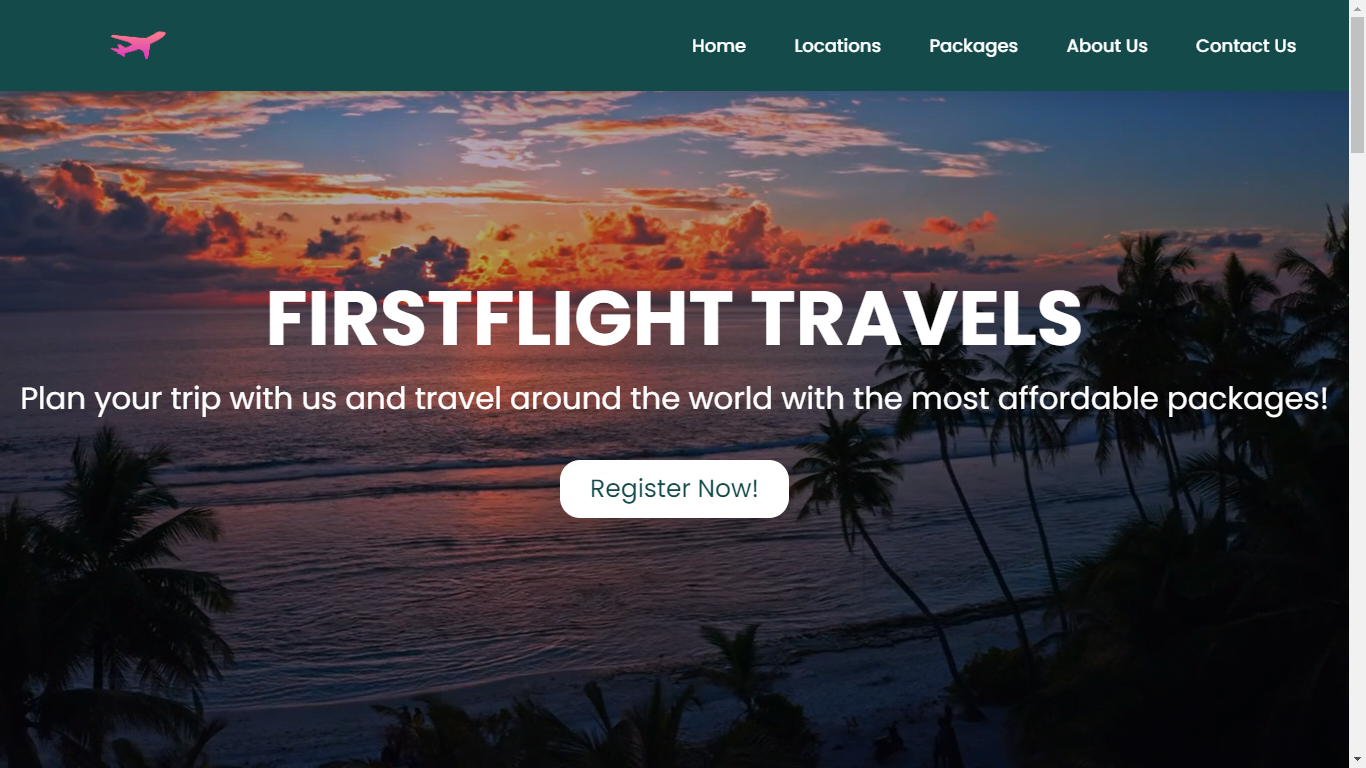 Home Locations Packages About Us Contact Us
FIRSTFLIGHT TRAVELS
Plan your trip with us and travel around the world with the most affordable packages!
Register Now!